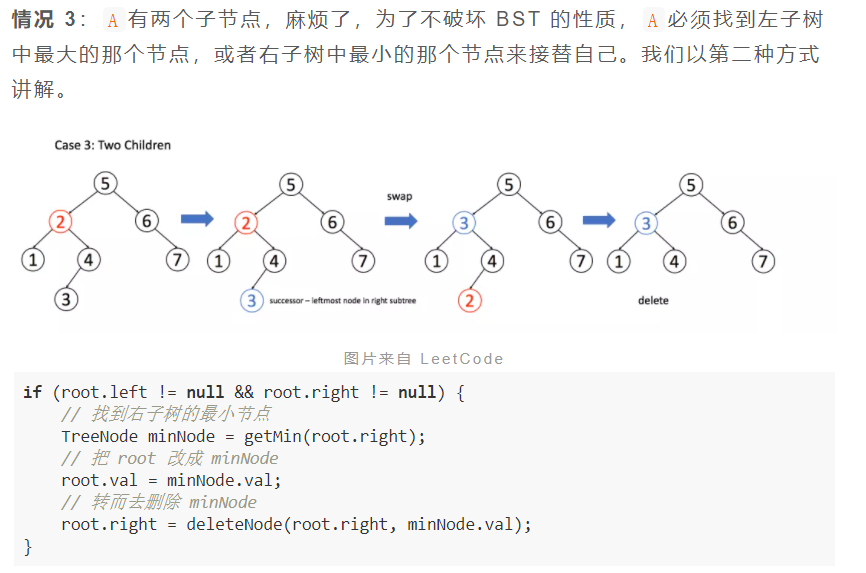 情况 3：A 有两个子节点，麻烦了，为了不破坏 BST 的性质，A 必须找到左子树
中最大的那个节点，或者右子树中最小的那个节点来接替自己。我们以第二种方式
讲解。
Case 3: Two Children
5 5 5 5
swap
2 6 2 6 3 6 3 6
1 4 7 1 4 7 1 4 7 1 4 7
3 3 successor – leftmost node in right subtree 2 delete
图片来自 LeetCode
if (root.left != null && root.right != null) {
    // 找到右子树的最小节点
    TreeNode minNode = getMin(root.right);
    // 把 root 改成 minNode
    root.val = minNode.val;
    // 转而去删除 minNode
    root.right = deleteNode(root.right, minNode.val);
}